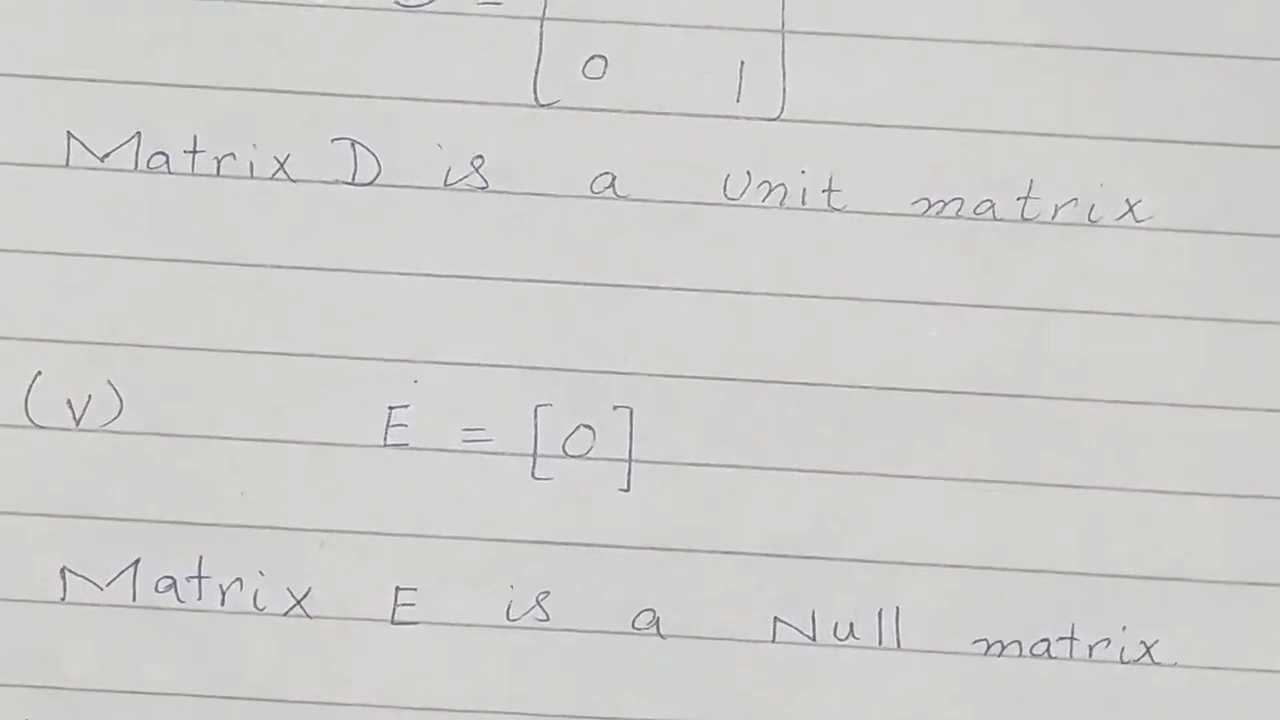 0 1
Matrix D is a Unit matrix
(v) E = [0]
Matrix E is a Null matrix.